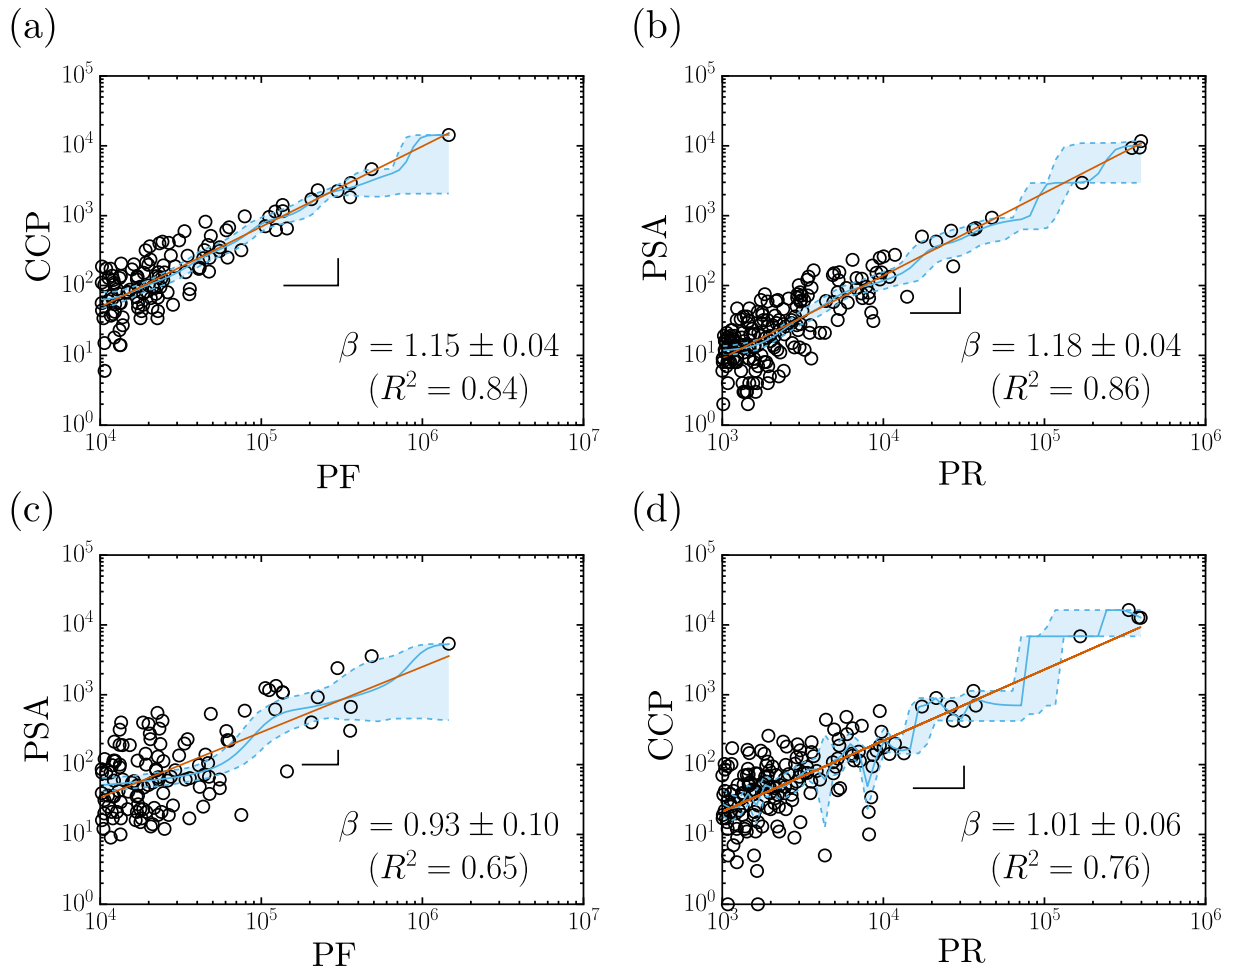 (a)
10^5
10^4
10^3
10^2
10^1
10^0
CCP
β = 1.15 ± 0.04
(R^2 = 0.84)
10^4 10^5 10^6 10^7
PF
(b)
10^5
10^4
10^3
10^2
10^1
10^0
PSA
β = 1.18 ± 0.04
(R^2 = 0.86)
10^3 10^4 10^5 10^6
PR
(c)
10^5
10^4
10^3
10^2
10^1
10^0
PSA
β = 0.93 ± 0.10
(R^2 = 0.65)
10^4 10^5 10^6 10^7
PF
(d)
10^5
10^4
10^3
10^2
10^1
10^0
CCP
β = 1.01 ± 0.06
(R^2 = 0.76)
10^3 10^4 10^5 10^6
PR